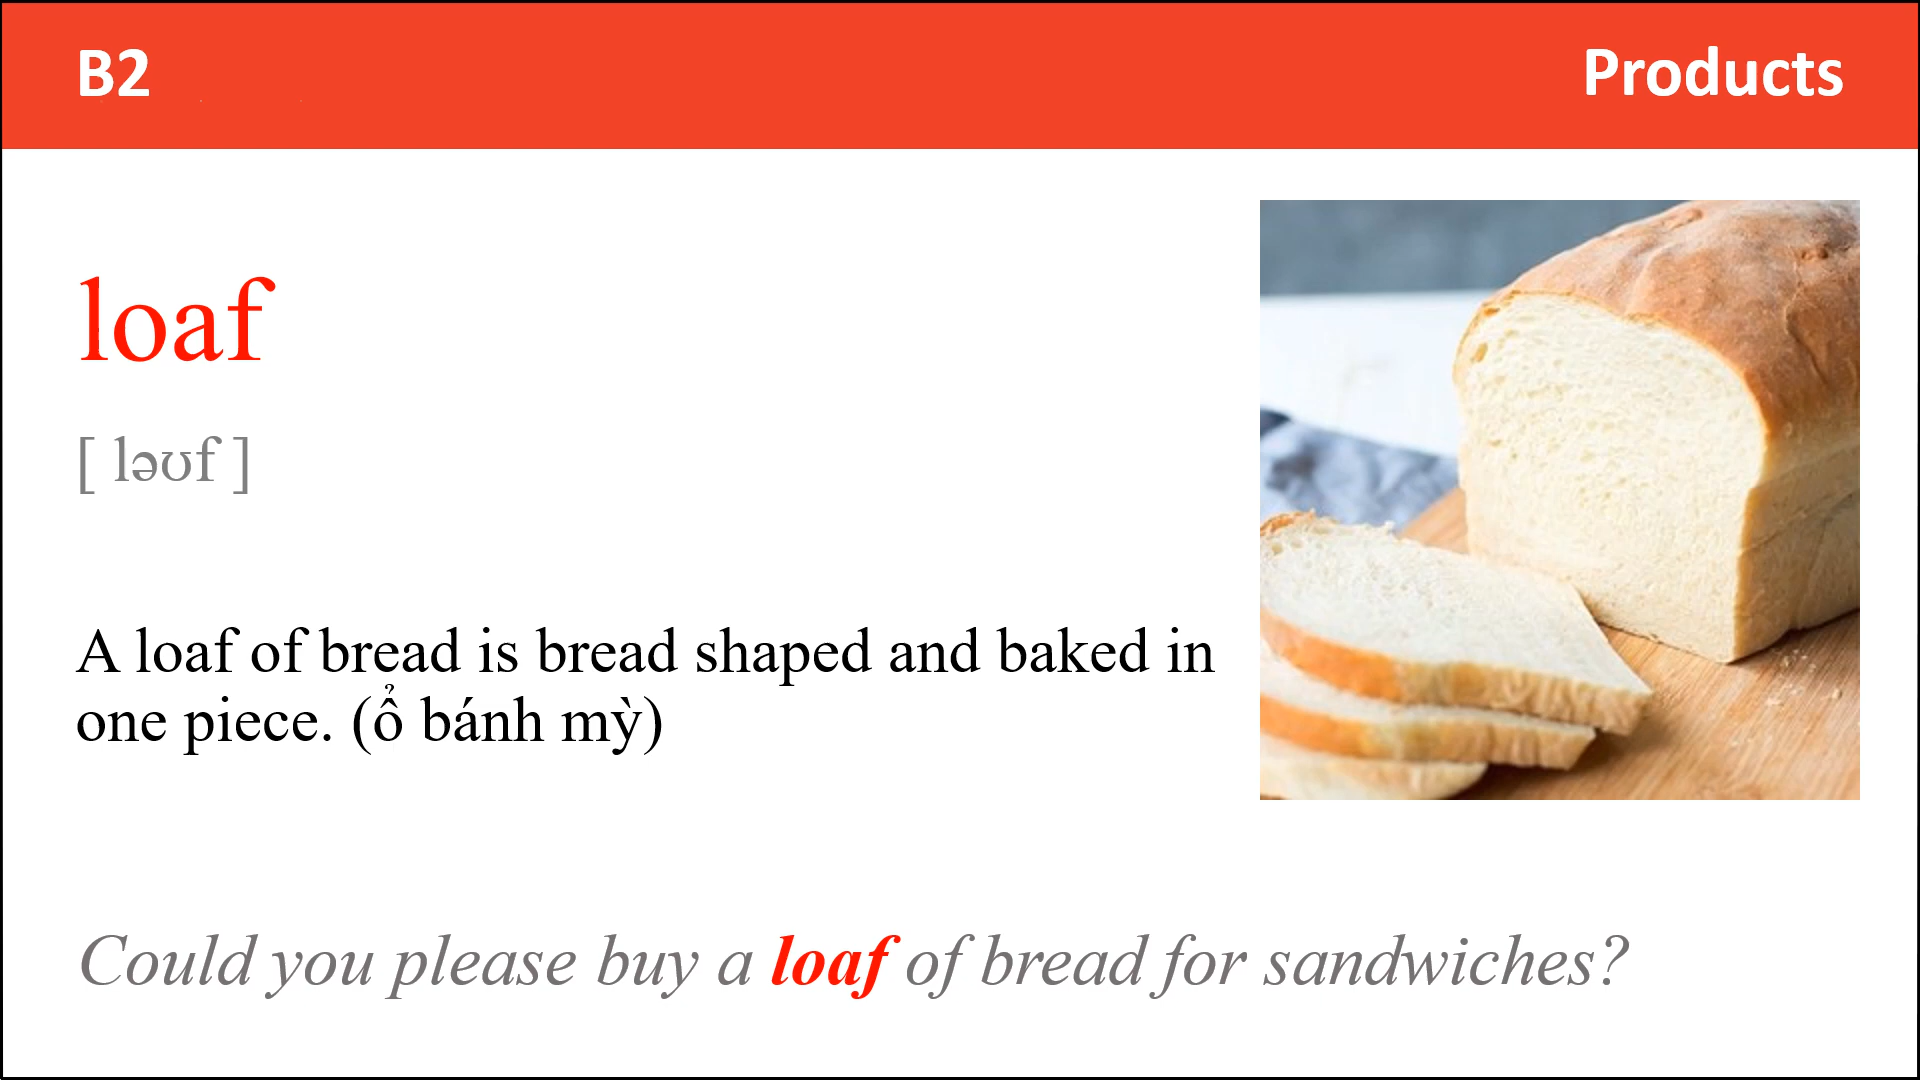 B2
Products
loaf
[ ləʊf ]
A loaf of bread is bread shaped and baked in
one piece. (ổ bánh mỳ)
Could you please buy a loaf of bread for sandwiches?